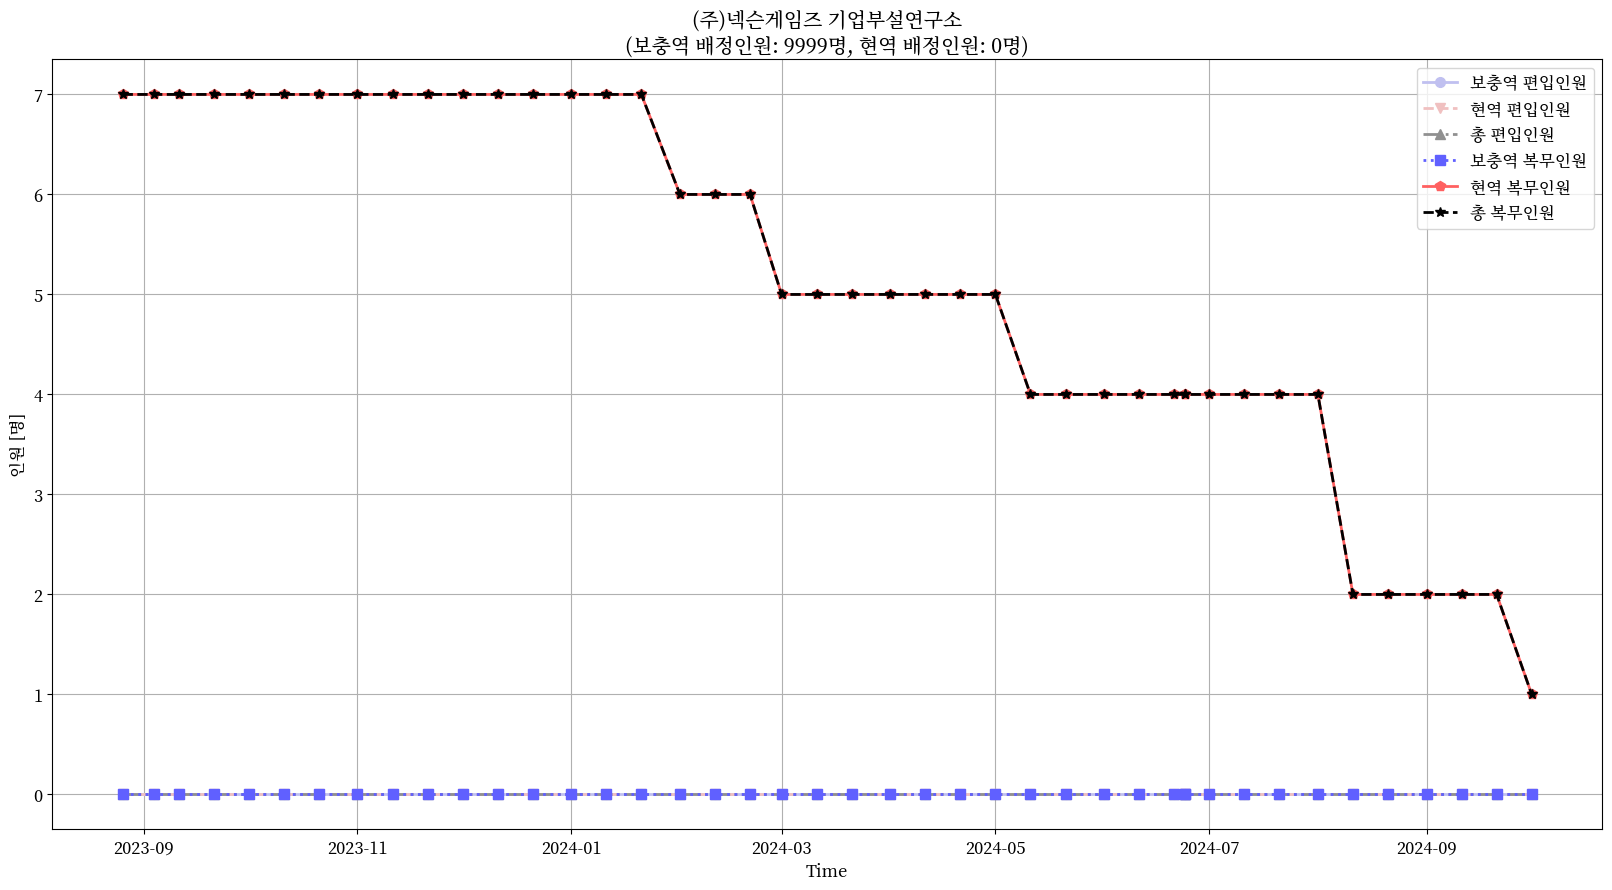 (주)넥슨게임즈 기업부설연구소
(보충역 배정인원: 9999명, 현역 배정인원: 0명)
보충역 편입인원
현역 편입인원
총 편입인원
보충역 복무인원
현역 복무인원
총 복무인원
인원 [명]
7
6
5
4
3
2
1
0
2023-09
2023-11
2024-01
2024-03
2024-05
2024-07
2024-09
Time